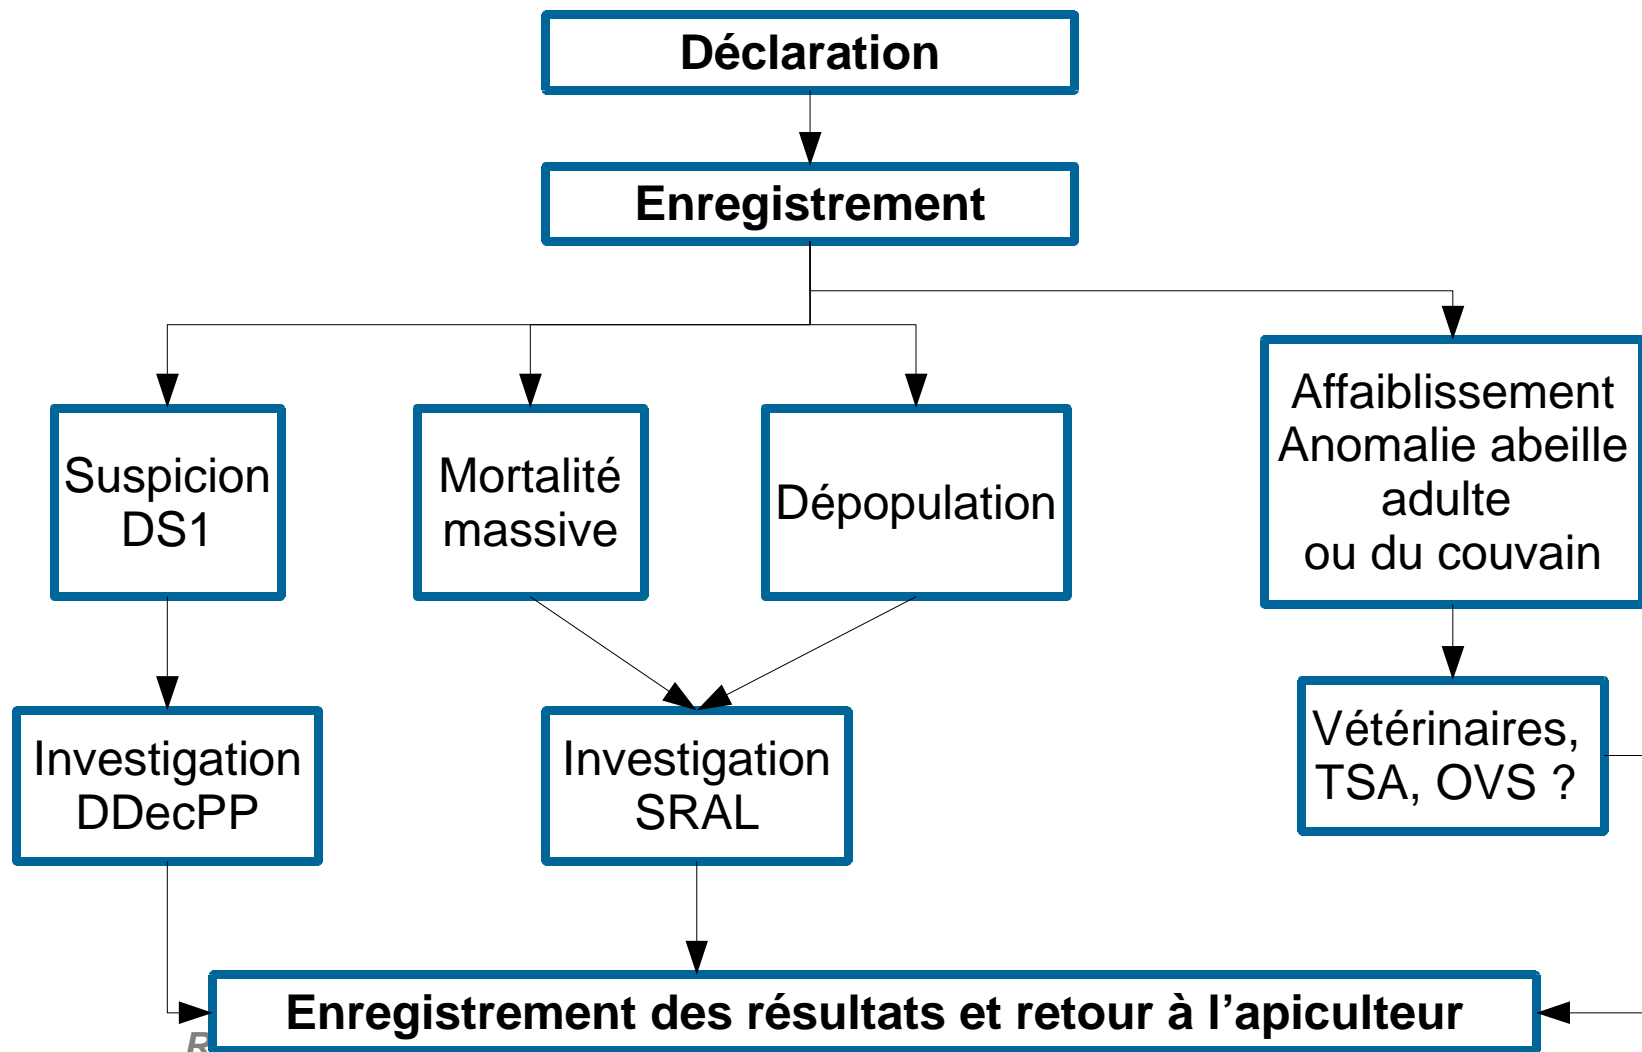 Déclaration
Enregistrement
Suspicion
DS1
Mortalité
massive
Dépopulation
Affaiblissement
Anomalie abeille
adulte
ou du couvain
Investigation
DDecPP
Investigation
SRAL
Vétérinaires,
TSA, OVS ?
Enregistrement des résultats et retour à l’apiculteur